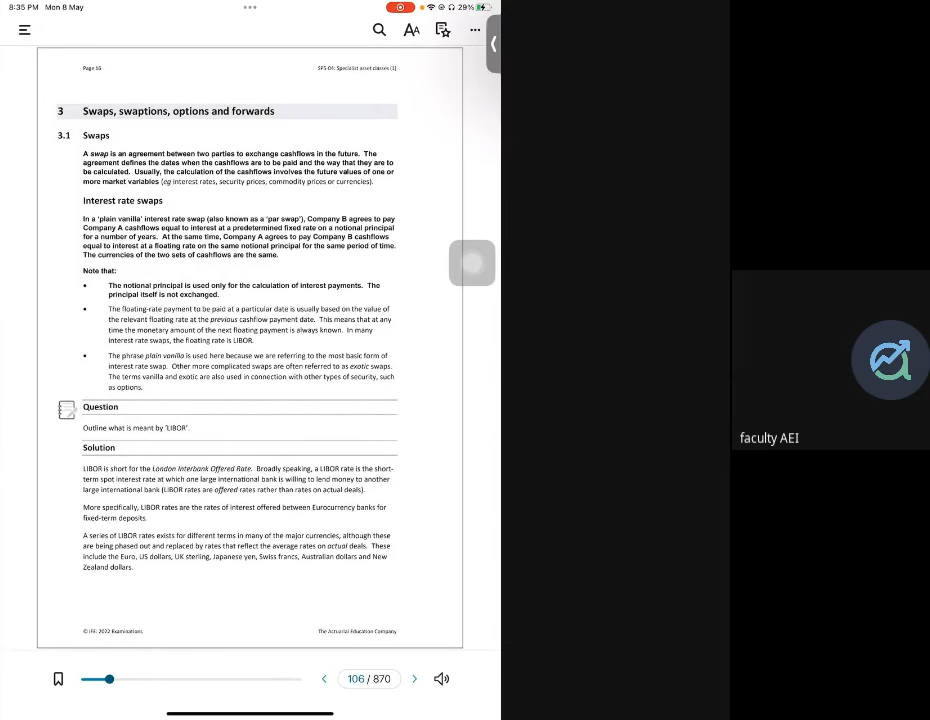 8:35 PM Mon 8 May
29%
Page 16
SP5-04: Specialist asset classes (1)
3 Swaps, swaptions, options and forwards
3.1 Swaps
A swap is an agreement between two parties to exchange cashflows in the future. The
agreement defines the dates when the cashflows are to be paid and the way that they are to
be calculated. Usually, the calculation of the cashflows involves the future values of one or
more market variables (eg interest rates, security prices, commodity prices or currencies).
Interest rate swaps
In a 'plain vanilla' interest rate swap (also known as a 'par swap'), Company B agrees to pay
Company A cashflows equal to interest at a predetermined fixed rate on a notional principal
for a number of years. At the same time, Company A agrees to pay Company B cashflows
equal to interest at a floating rate on the same notional principal for the same period of time.
The currencies of the two sets of cashflows are the same.
Note that:
• The notional principal is used only for the calculation of interest payments. The
principal itself is not exchanged.
• The floating-rate payment to be paid at a particular date is usually based on the value of
the relevant floating rate at the previous cashflow payment date. This means that at any
time the monetary amount of the next floating payment is always known. In many
interest rate swaps, the floating rate is LIBOR.
• The phrase plain vanilla is used here because we are referring to the most basic form of
interest rate swap. Other more complicated swaps are often referred to as exotic swaps.
The terms vanilla and exotic are also used in connection with other types of security, such
as options.
Question
Outline what is meant by 'LIBOR'.
Solution
LIBOR is short for the London Interbank Offered Rate. Broadly speaking, a LIBOR rate is the short-
term spot interest rate at which one large international bank is willing to lend money to another
large international bank (LIBOR rates are offered rates rather than rates on actual deals).
More specifically, LIBOR rates are the rates of interest offered between Eurocurrency banks for
fixed-term deposits.
A series of LIBOR rates exists for different terms in many of the major currencies, although these
are being phased out and replaced by rates that reflect the average rates on actual deals. These
include the Euro, US dollars, UK sterling, Japanese yen, Swiss francs, Australian dollars and New
Zealand dollars.
© IFE: 2022 Examinations
The Actuarial Education Company
106 / 870
faculty AEI